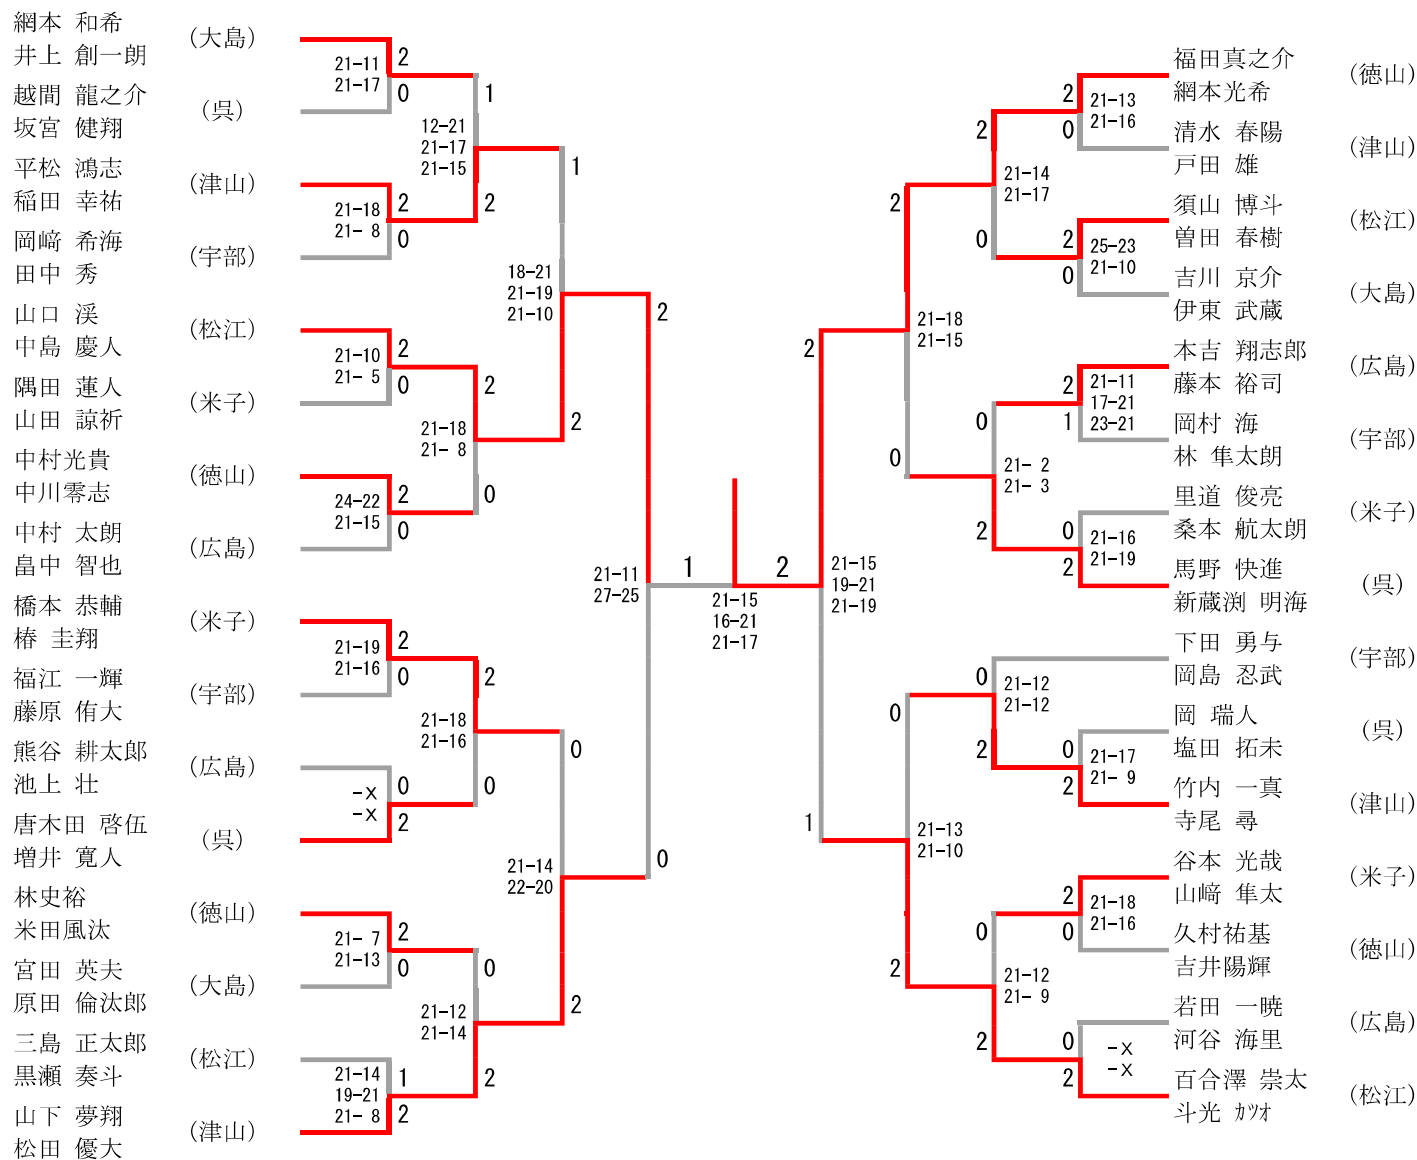 網本 和希
井上 創一朗
(大島)
越間 龍之介
坂宮 健翔
(呉)
平松 鴻志
稲田 幸祐
(津山)
岡﨑 希海
田中 秀
(宇部)
山口 渓
中島 慶人
(松江)
隅田 蓮人
山田 諒祈
(米子)
中村光貴
中川零志
(徳山)
中村 太朗
畠中 智也
(広島)
橋本 恭輔
椿 圭翔
(米子)
福江 一輝
藤原 侑大
(宇部)
熊谷 耕太郎
池上 壮
(広島)
唐木田 啓伍
増井 寛人
(呉)
林史裕
米田風汰
(徳山)
宮田 英夫
原田 倫汰郎
(大島)
三島 正太郎
黒瀬 奏斗
(松江)
山下 夢翔
松田 優大
(津山)
21-11
21-17
2
0
21-18
21- 8
2
0
21-10
21- 5
2
0
24-22
21-15
2
0
21-19
21-16
2
0
-X
-X
0
2
21- 7
21-13
2
0
21-14
19-21
21- 8
1
2
12-21
21-17
21-15
1
2
21-18
21- 8
2
0
21-18
21-16
2
0
21-12
21-14
0
2
18-21
21-19
21-10
1
2
21-14
22-20
0
2
21-11
27-25
2
0
1
2
21-15
16-21
21-17
21-15
19-21
21-19
2
1
21-18
21-15
2
0
21-13
21-10
0
2
21-14
21-17
2
0
21- 2
21- 3
0
2
21-12
21-12
0
2
21-12
21- 9
0
2
21-13
21-16
2
0
25-23
21-10
2
0
21-11
17-21
23-21
2
1
21-16
21-19
0
2
21-17
21- 9
0
2
21-18
21-16
2
0
-X
-X
0
2
福田真之介
網本光希
(徳山)
清水 春陽
戸田 雄
(津山)
須山 博斗
曽田 春樹
(松江)
吉川 京介
伊東 武蔵
(大島)
本吉 翔志郎
藤本 裕司
(広島)
岡村 海
林 隼太朗
(宇部)
里道 俊亮
桑本 航太朗
(米子)
馬野 快進
新蔵渕 明海
(呉)
下田 勇与
岡島 忍武
(宇部)
岡 瑞人
塩田 拓未
(呉)
竹内 一真
寺尾 尋
(津山)
谷本 光哉
山﨑 隼太
(米子)
久村祐基
吉井陽輝
(徳山)
若田 一暁
河谷 海里
(広島)
百合澤 崇太
斗光 ｶﾂｵ
(松江)